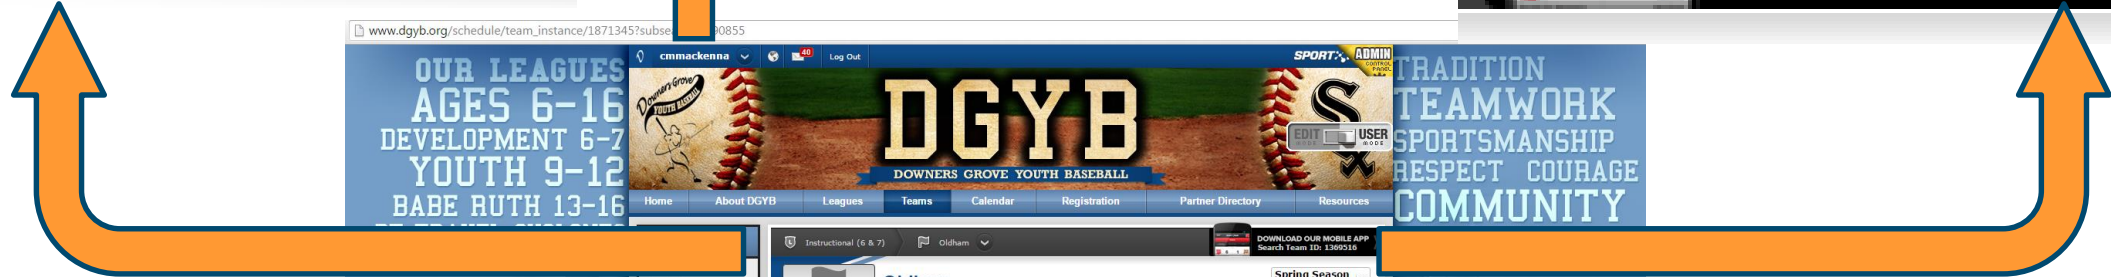 www.dgyb.org/schedule/team_instance/1871345?subsea 90855
cmmackenna 40 Log Out SPORT ADMIN
CONTROL
PANEL
OUR LEAGUES
AGES 6-16
DEVELOPMENT 6-7
YOUTH 9-12
BABE RUTH 13-16
Downers Grove
YOUTH BASEBALL
DGYB
DOWNERS GROVE YOUTH BASEBALL
EDIT MODE USER MODE
TRADITION
TEAMWORK
SPORTSMANSHIP
RESPECT COURAGE
COMMUNITY
Home About DGYB Leagues Teams Calendar Registration Partner Directory Resources
Instructional (6 & 7) Oldham DOWNLOAD OUR MOBILE APP
Search Team ID: 1369516
Spring Season